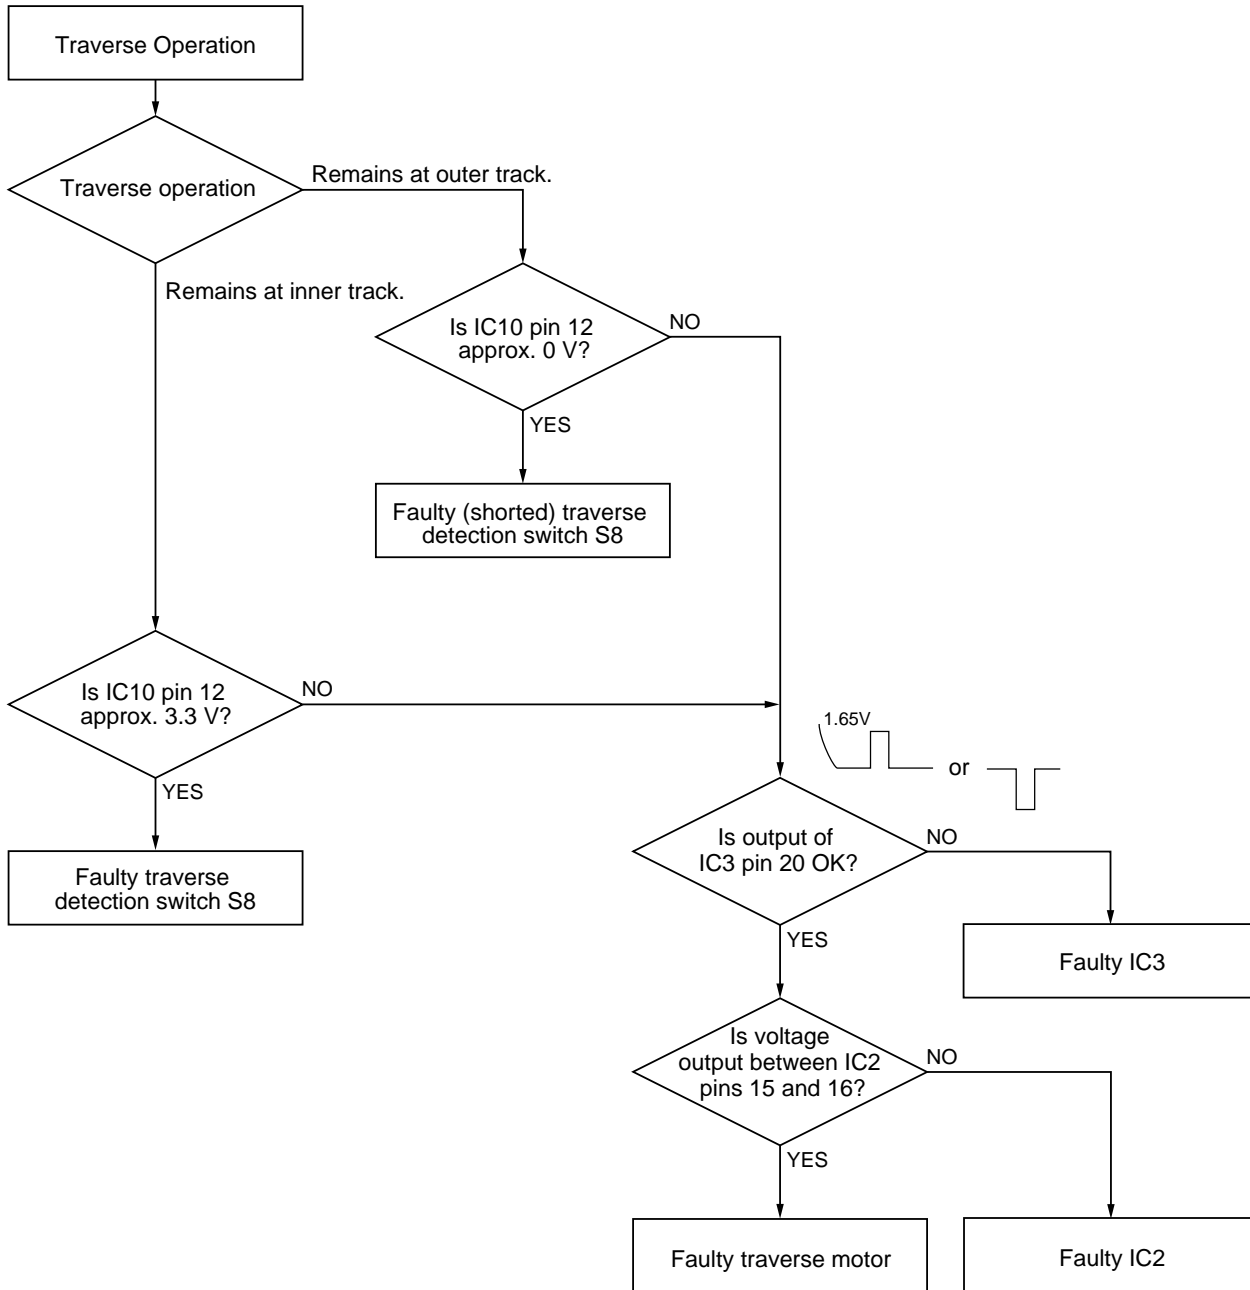 Traverse Operation
Traverse operation
Remains at outer track.
Remains at inner track.
Is IC10 pin 12
approx. 0 V?
NO
YES
Faulty (shorted) traverse
detection switch S8
Is IC10 pin 12
approx. 3.3 V?
NO
YES
Faulty traverse
detection switch S8
1.65V
or
Is output of
IC3 pin 20 OK?
NO
YES
Faulty IC3
Is voltage
output between IC2
pins 15 and 16?
NO
YES
Faulty traverse motor
Faulty IC2